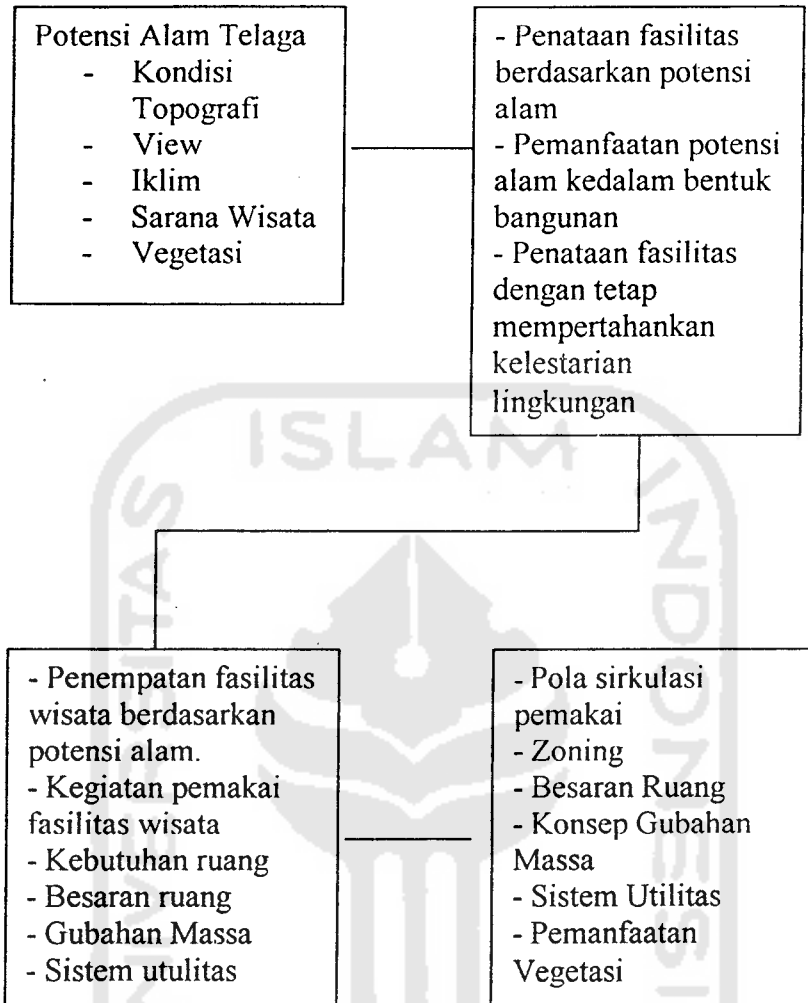 Potensi Alam Telaga
- Kondisi
Topografi
- View
- Iklim
- Sarana Wisata
- Vegetasi
- Penataan fasilitas
berdasarkan potensi
alam
- Pemanfaatan potensi
alam kedalam bentuk
bangunan
- Penataan fasilitas
dengan tetap
mempertahankan
kelestarian
lingkungan
- Penempatan fasilitas
wisata berdasarkan
potensi alam.
- Kegiatan pemakai
fasilitas wisata
- Kebutuhan ruang
- Besaran ruang
- Gubahan Massa
- Sistem utulitas
- Pola sirkulasi
pemakai
- Zoning
- Besaran Ruang
- Konsep Gubahan
Massa
- Sistem Utilitas
- Pemanfaatan
Vegetasi
ISLAM
UNIVERSITAS
INDONESIA